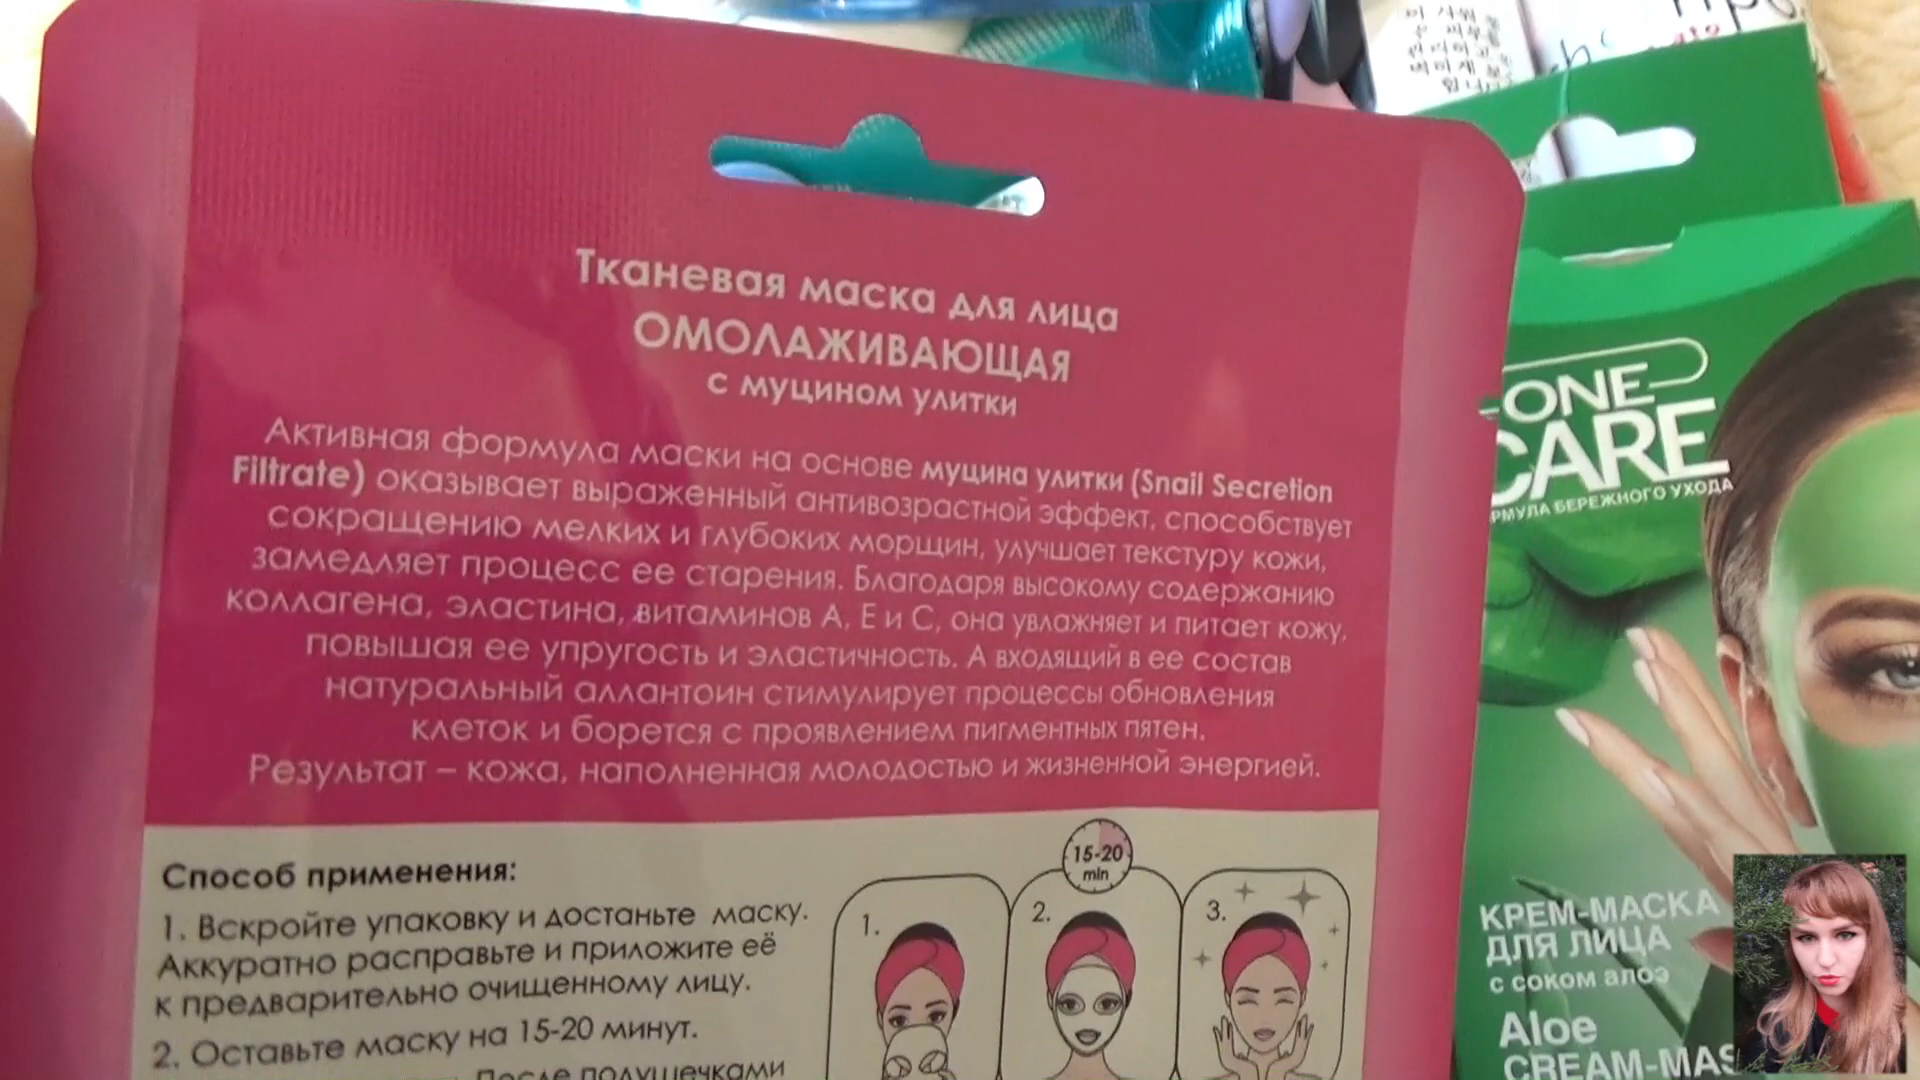 Тканевая маска для лица
ОМОЛАЖИВАЮЩАЯ
с муцином улитки
Активная формула маски на основе муцина улитки (Snail Secretion
Filtrate) оказывает выраженный антивозрастной эффект, способствует
сокращению мелких и глубоких морщин, улучшает текстуру кожи,
замедляет процесс ее старения. Благодаря высокому содержанию
коллагена, эластина, витаминов А, Е и С, она увлажняет и питает кожу,
повышая ее упругость и эластичность. А входящий в ее состав
натуральный аллантоин стимулирует процессы обновления
клеток и борется с проявлением пигментных пятен.
Результат – кожа, наполненная молодостью и жизненной энергией.
Способ применения:
1. Вскройте упаковку и достаньте маску.
Аккуратно расправьте и приложите её
к предварительно очищенному лицу.
2. Оставьте маску на 15-20 минут.
После подушечками
15-20
min
1.
2.
3.
ONE
CARE
РМУЛА БЕРЕЖНОГО УХОДА
КРЕМ-МАСКА
ДЛЯ ЛИЦА
с соком алоэ
Aloe
CREAM-MAS